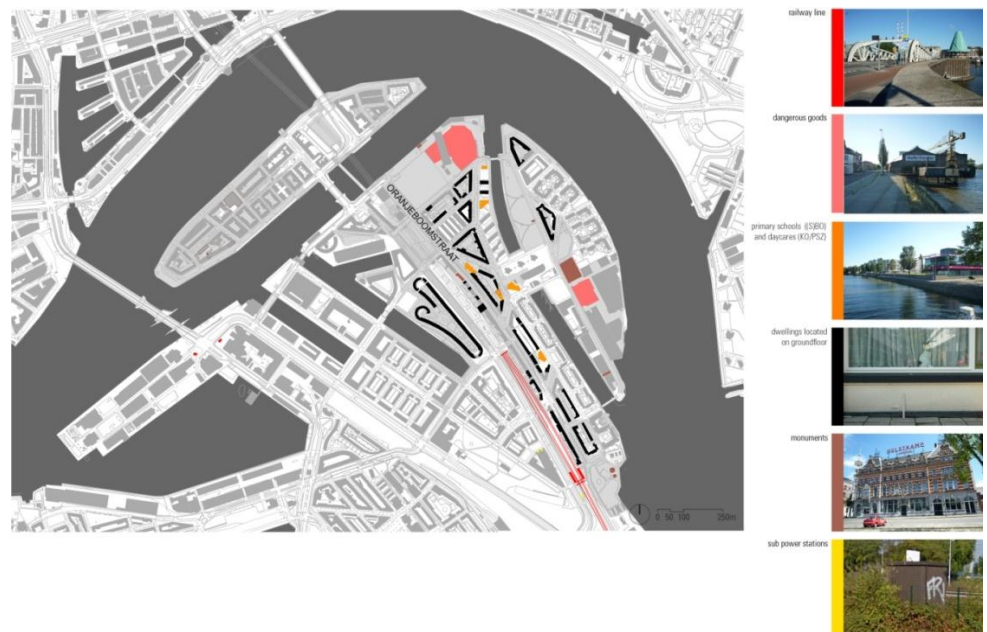 ORANJEBOOMSTRAAT
0 50 100 250m
railway line
dangerous goods
primary schools ((S)BO)
and daycares (KO/PSZ)
dwellings located
on groundfloor
monuments
sub power stations